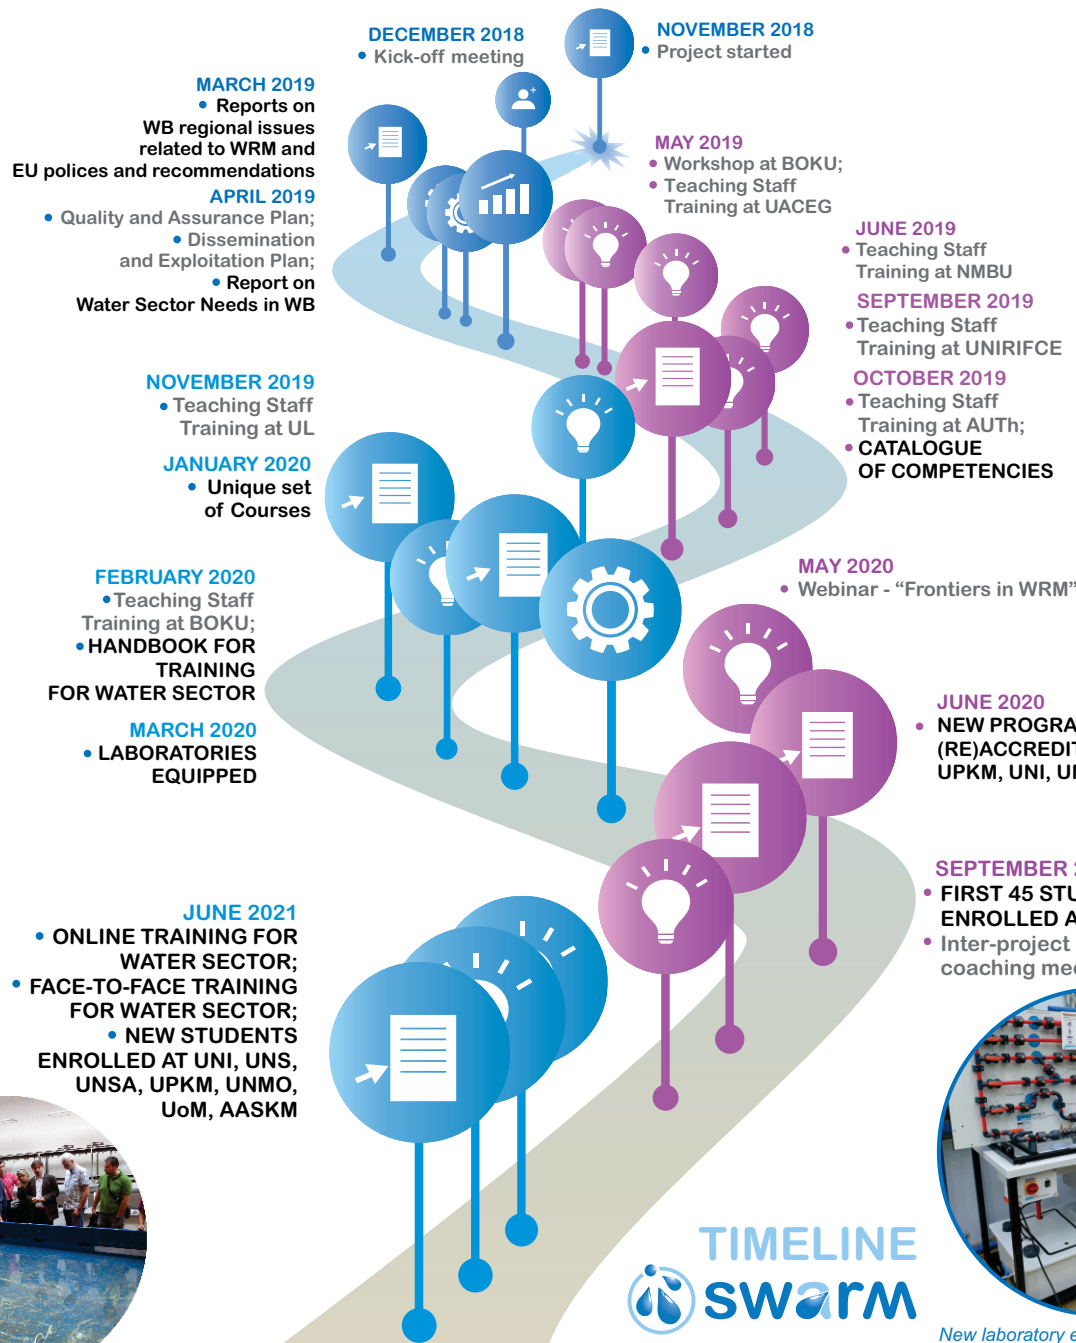 DECEMBER 2018
• Kick-off meeting
NOVEMBER 2018
• Project started
MARCH 2019
• Reports on
WB regional issues
related to WRM and
EU polices and recommendations
APRIL 2019
• Quality and Assurance Plan;
• Dissemination
and Exploitation Plan;
• Report on
Water Sector Needs in WB
MAY 2019
• Workshop at BOKU;
• Teaching Staff
Training at UACEG
JUNE 2019
• Teaching Staff
Training at NMBU
SEPTEMBER 2019
• Teaching Staff
Training at UNIRIFCE
OCTOBER 2019
• Teaching Staff
Training at AUTh;
• CATALOGUE
OF COMPETENCIES
NOVEMBER 2019
• Teaching Staff
Training at UL
JANUARY 2020
• Unique set
of Courses
FEBRUARY 2020
• Teaching Staff
Training at BOKU;
• HANDBOOK FOR
TRAINING
FOR WATER SECTOR
MARCH 2020
• LABORATORIES
EQUIPPED
MAY 2020
• Webinar - “Frontiers in WRM”
JUNE 2020
• NEW
(RE)
UPKM, UNI,
SEPTEMBER
• FIRST 45
ENROLLED
• Inter-project
coaching
JUNE 2021
• ONLINE TRAINING FOR
WATER SECTOR;
• FACE-TO-FACE TRAINING
FOR WATER SECTOR;
• NEW STUDENTS
ENROLLED AT UNI, UNS,
UNSA, UPKM, UNMO,
UoM, AASKM
TIMELINE
swarm
New laboratory